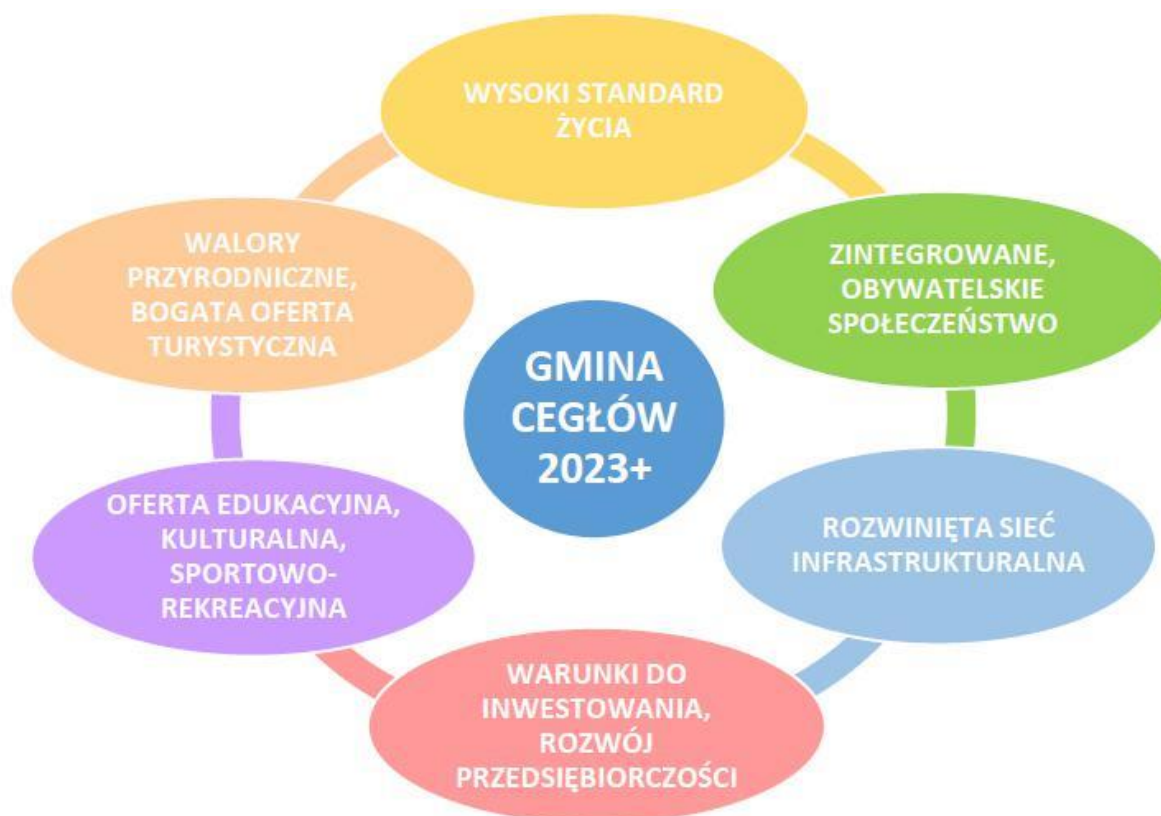 WYSOKI STANDARD
ŻYCIA
ZINTEGROWANE,
OBYWATELSKIE
SPOŁECZEŃSTWO
ROZWINIĘTA SIEĆ
INFRASTRUKTURALNA
WARUNKI DO
INWESTOWANIA,
ROZWÓJ
PRZEDSIĘBIORCZOŚCI
OFERTA EDUKACYJNA,
KULTURALNA,
SPORTOWO-
REKREACYJNA
WALORY
PRZYRODNICZNE,
BOGATA OFERTA
TURYSTYCZNA
GMINA
CEGŁÓW
2023+